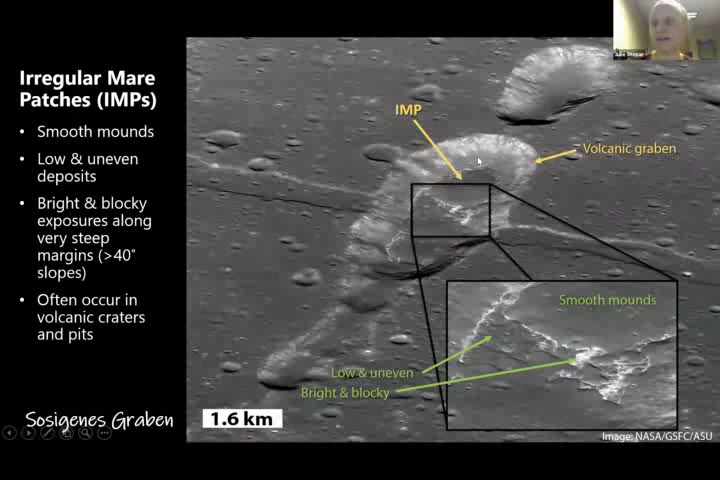 Irregular Mare
Patches (IMPs)
• Smooth mounds
• Low & uneven
deposits
• Bright & blocky
exposures along
very steep
margins (>40°
slopes)
• Often occur in
volcanic craters
and pits
Sosigenes Graben
IMP
Volcanic graben
Smooth mounds
Low & uneven
Bright & blocky
1.6 km
Image: NASA/GSFC/ASU
Julie Stopar